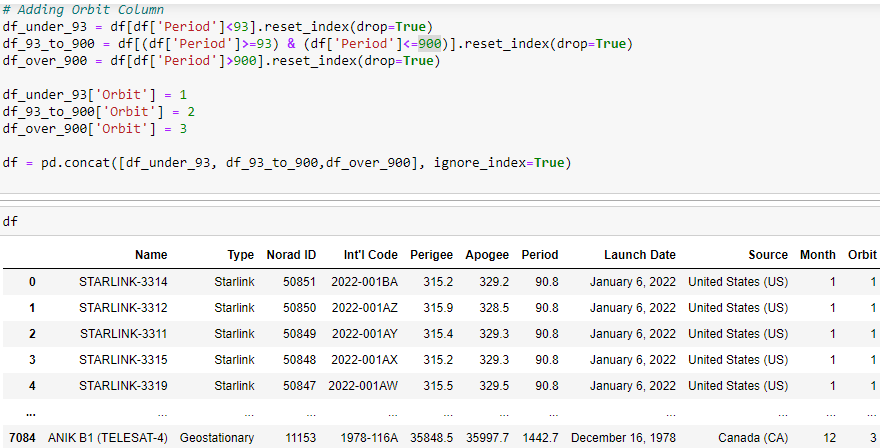 # Adding Orbit Column
df_under_93 = df[df['Period']<93].reset_index(drop=True)
df_93_to_900 = df[(df['Period']>=93) & (df['Period']<=900)].reset_index(drop=True)
df_over_900 = df[df['Period']>900].reset_index(drop=True)
df_under_93['Orbit'] = 1
df_93_to_900['Orbit'] = 2
df_over_900['Orbit'] = 3
df = pd.concat([df_under_93, df_93_to_900,df_over_900], ignore_index=True)
df
Name Type Norad ID Int'l Code Perigee Apogee Period Launch Date Source Month Orbit
0 STARLINK-3314 Starlink 50851 2022-001BA 315.2 329.2 90.8 January 6, 2022 United States (US) 1 1
1 STARLINK-3312 Starlink 50850 2022-001AZ 315.9 328.5 90.8 January 6, 2022 United States (US) 1 1
2 STARLINK-3311 Starlink 50849 2022-001AY 315.4 329.3 90.8 January 6, 2022 United States (US) 1 1
3 STARLINK-3315 Starlink 50848 2022-001AX 315.2 329.3 90.8 January 6, 2022 United States (US) 1 1
4 STARLINK-3319 Starlink 50847 2022-001AW 315.5 329.5 90.8 January 6, 2022 United States (US) 1 1
... ... ... ... ... ... ... ... ... ... ... ...
7084 ANIK B1 (TELESAT-4) Geostationary 11153 1978-116A 35848.5 35997.7 1442.7 December 16, 1978 Canada (CA) 12 3